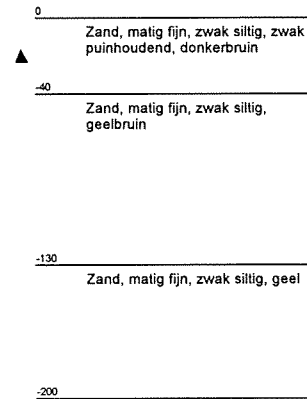 0
Zand, matig fijn, zwak siltig, zwak
puinhoudend, donkerbruin
-40
Zand, matig fijn, zwak siltig,
geelbruin
-130
Zand, matig fijn, zwak siltig, geel
-200